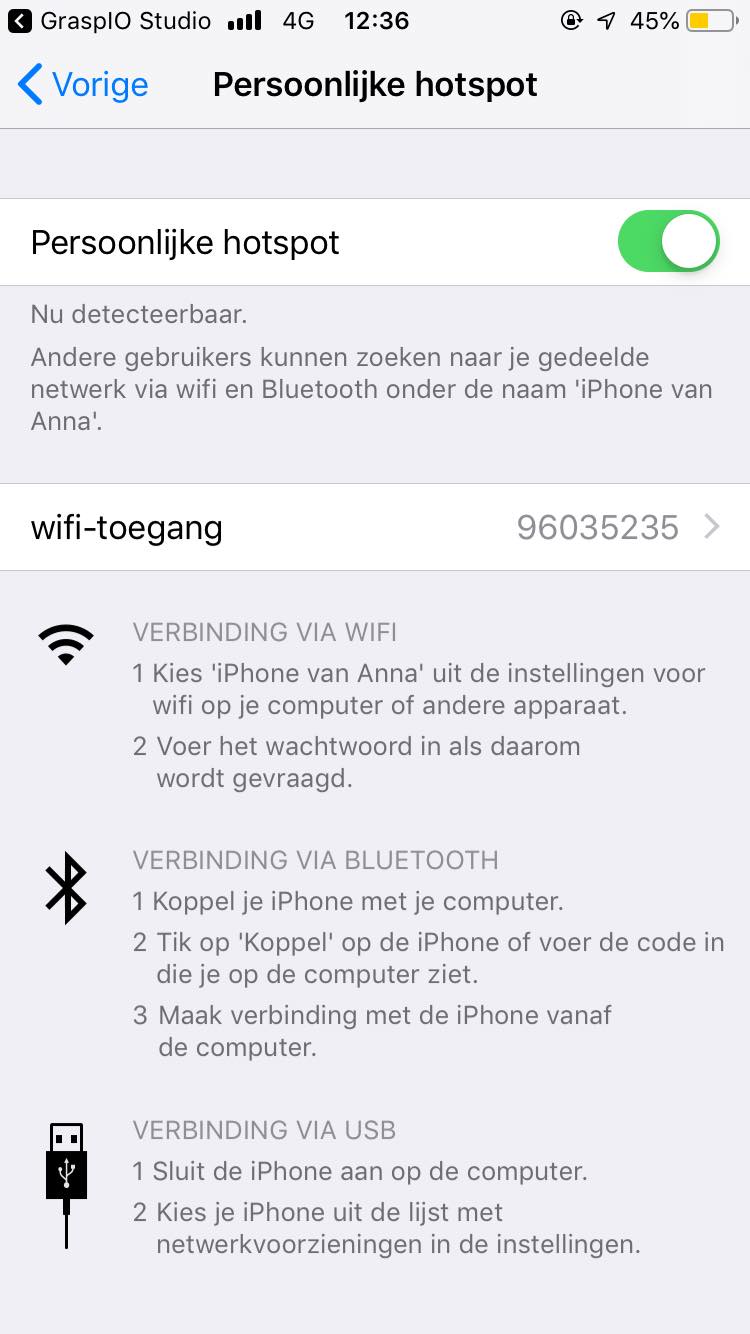 GraspIO Studio 4G 12:36 45%
Vorige Persoonlijke hotspot
Persoonlijke hotspot
Nu detecteerbaar.
Andere gebruikers kunnen zoeken naar je gedeelde
netwerk via wifi en Bluetooth onder de naam 'iPhone van
Anna'.
wifi-toegang 96035235
VERBINDING VIA WIFI
1 Kies 'iPhone van Anna' uit de instellingen voor
wifi op je computer of andere apparaat.
2 Voer het wachtwoord in als daarom
wordt gevraagd.
VERBINDING VIA BLUETOOTH
1 Koppel je iPhone met je computer.
2 Tik op 'Koppel' op de iPhone of voer de code in
die je op de computer ziet.
3 Maak verbinding met de iPhone vanaf
de computer.
VERBINDING VIA USB
1 Sluit de iPhone aan op de computer.
2 Kies je iPhone uit de lijst met
netwerkvoorzieningen in de instellingen.